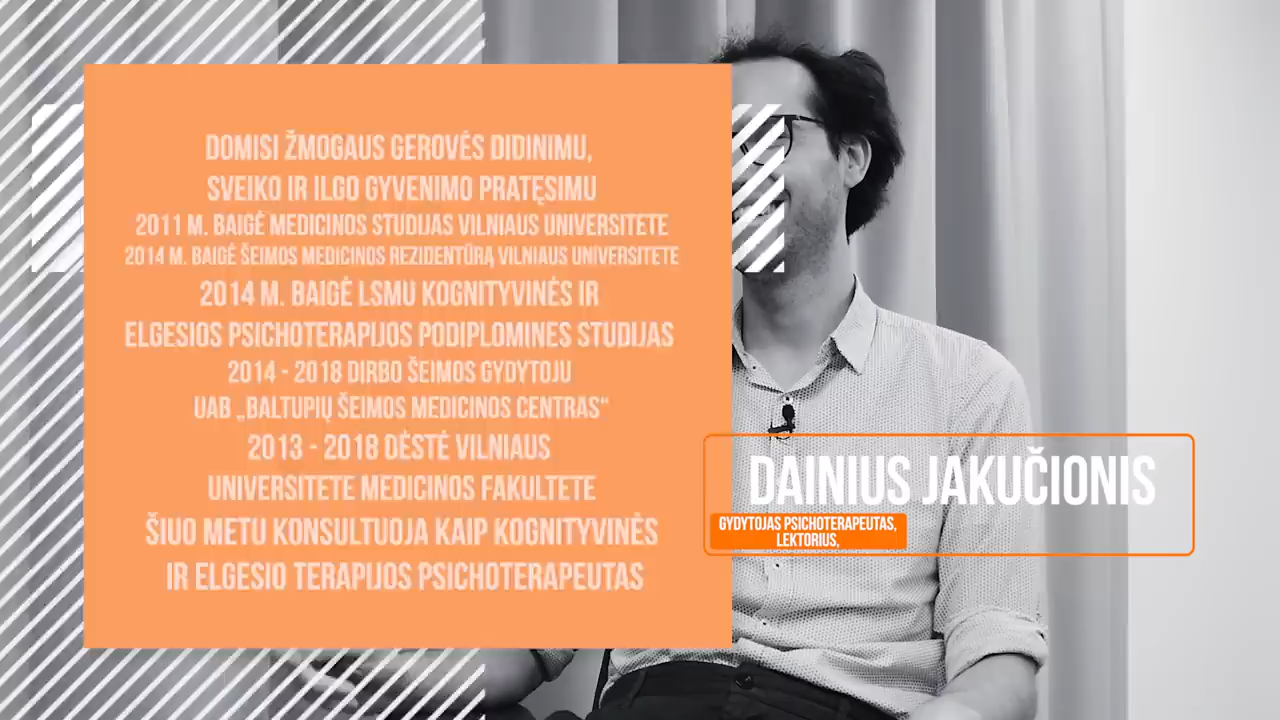 DOMISI ŽMOGAUS GEROVĖS DIDINIMU,
SVEIKO IR ILGO GYVENIMO PRATĘSIMU
2011 M. BAIGĖ MEDICINOS STUDIJAS VILNIAUS UNIVERSITETE
2014 M. BAIGĖ ŠEIMOS MEDICINOS REZIDENTŪRĄ VILNIAUS UNIVERSITETE
2014 M. BAIGĖ LSMU KOGNITYVINĖS IR
ELGESIOS PSICHOTERAPIJOS PODIPLOMINES STUDIJAS
2014 - 2018 DIRBO ŠEIMOS GYDYTOJU
UAB „BALTUPIŲ ŠEIMOS MEDICINOS CENTRAS“
2013 - 2018 DĖSTĖ VILNIAUS
UNIVERSITETE MEDICINOS FAKULTETE
ŠIUO METU KONSULTUOJA KAIP KOGNITYVINĖS
IR ELGESIO TERAPIJOS PSICHOTERAPEUTAS
DAINIUS JAKUČIONIS
GYDYTOJAS PSICHOTERAPEUTAS,
LEKTORIUS,